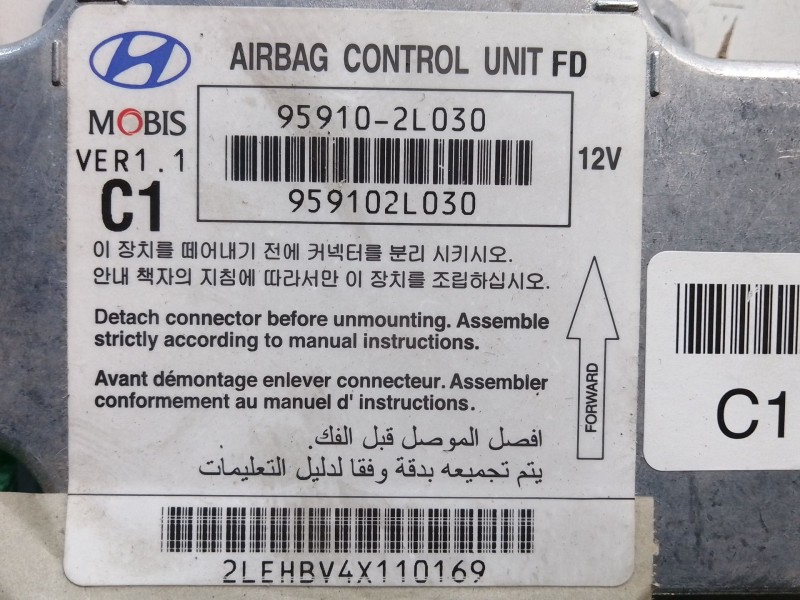 AIRBAG CONTROL UNIT FD
MOBIS
VER1.1
C1
95910-2L030
959102L030
12V
이 장치를 떼어내기 전에 커넥터를 분리 시키시오.
안내 책자의 지침에 따라서만 이 장치를 조립하십시오.
Detach connector before unmounting. Assemble
strictly according to manual instructions.
Avant démontage enlever connecteur. Assembler
conformement au manuel d' instructions.
افصل الموصل قبل الفك.
يتم تجميعه بدقة وفقا لدليل التعليمات
FORWARD
2LEHBV4X110169
C1